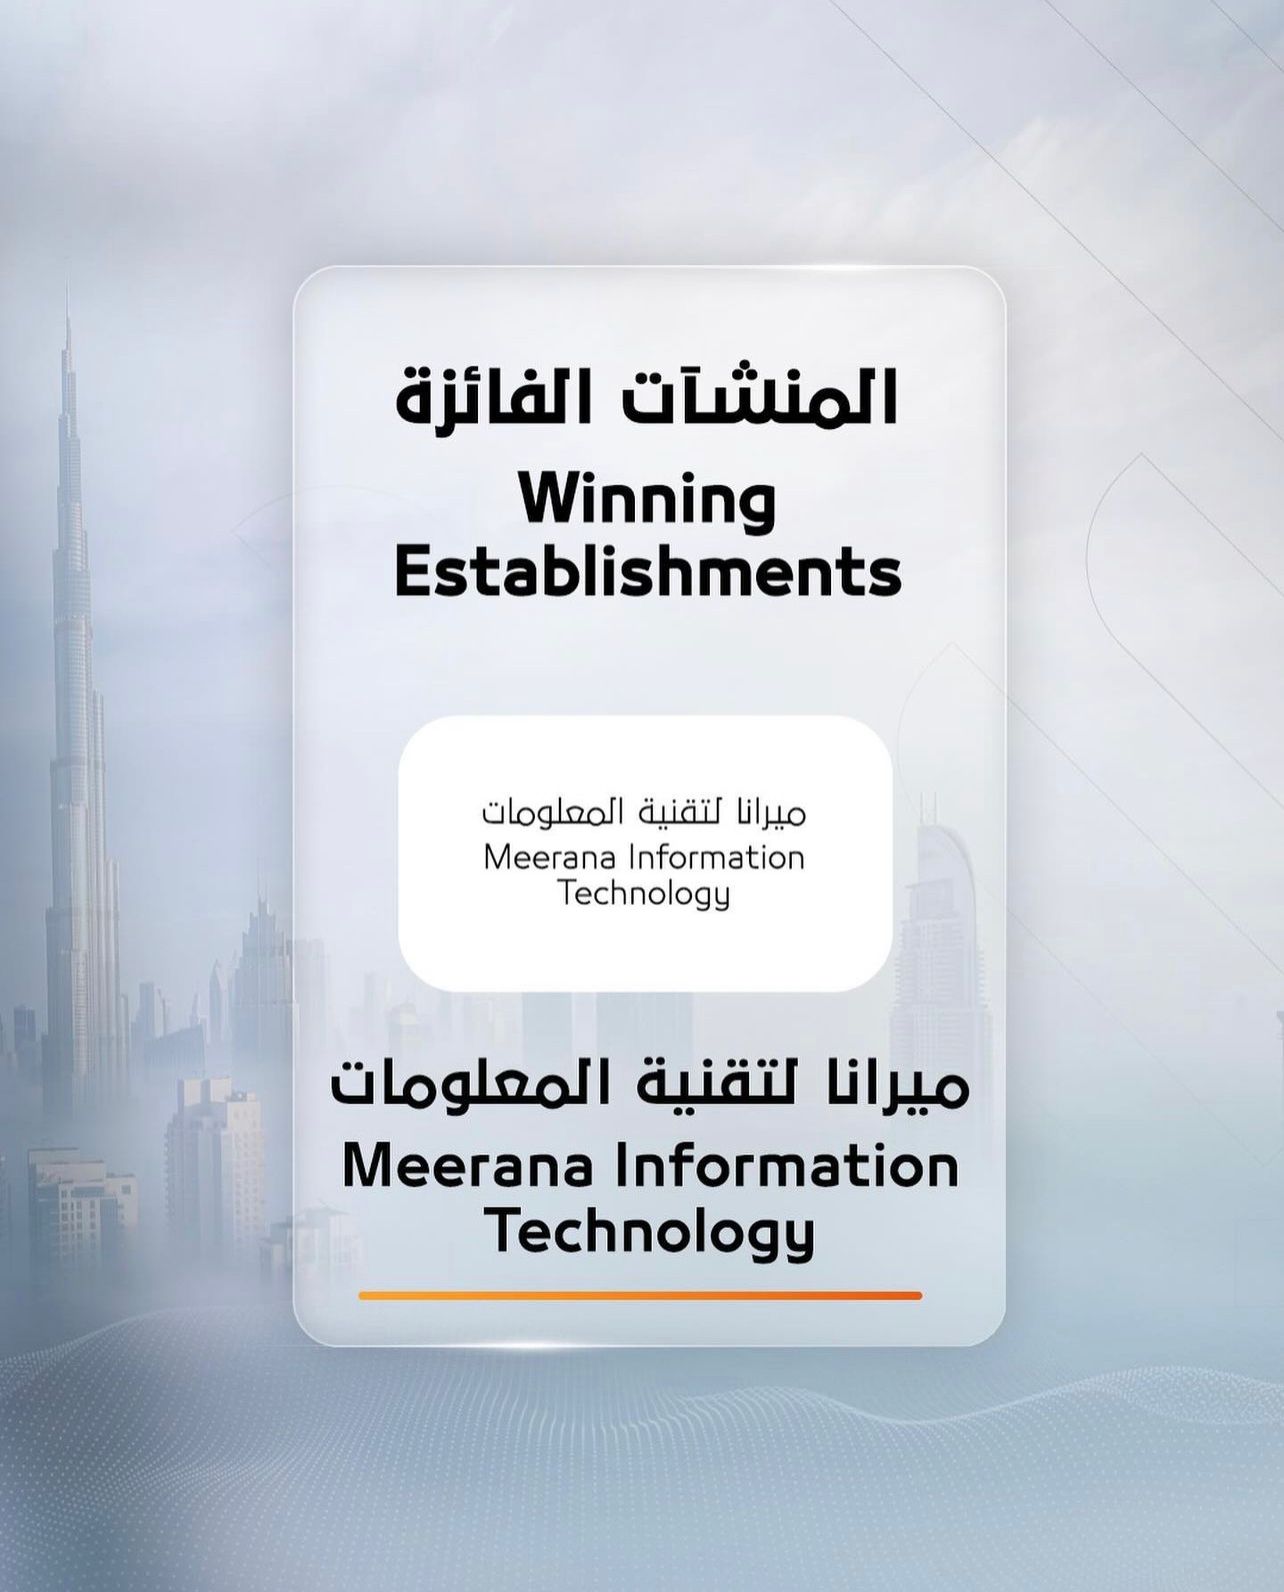 المنشآت الفائزة
Winning
Establishments
ميرانا لتقنية المعلومات
Meerana Information
Technology
ميرانا لتقنية المعلومات
Meerana Information
Technology